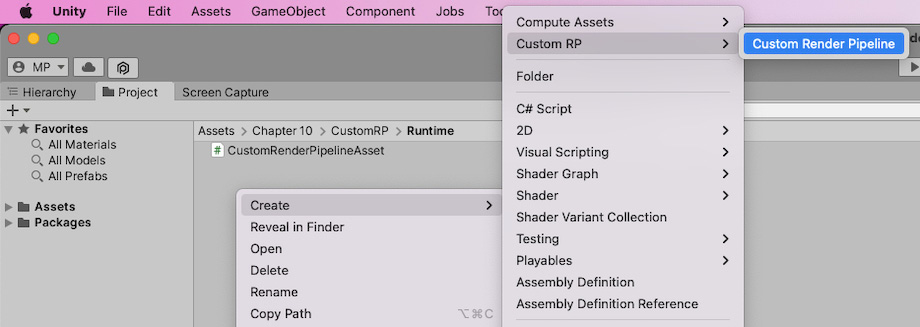 Unity File Edit Assets GameObject Component Jobs
MP
Hierarchy Project Screen Capture
Favorites
All Materials
All Models
All Prefabs
Assets
Packages
Assets > Chapter 10 > CustomRP > Runtime
CustomRenderPipelineAsset
Create
Reveal in Finder
Open
Delete
Rename
Copy Path ⌥⌘C
Compute Assets
Custom RP
Folder
C# Script
2D
Visual Scripting
Shader Graph
Shader
Shader Variant Collection
Testing
Playables
Assembly Definition
Assembly Definition Reference
Custom Render Pipeline